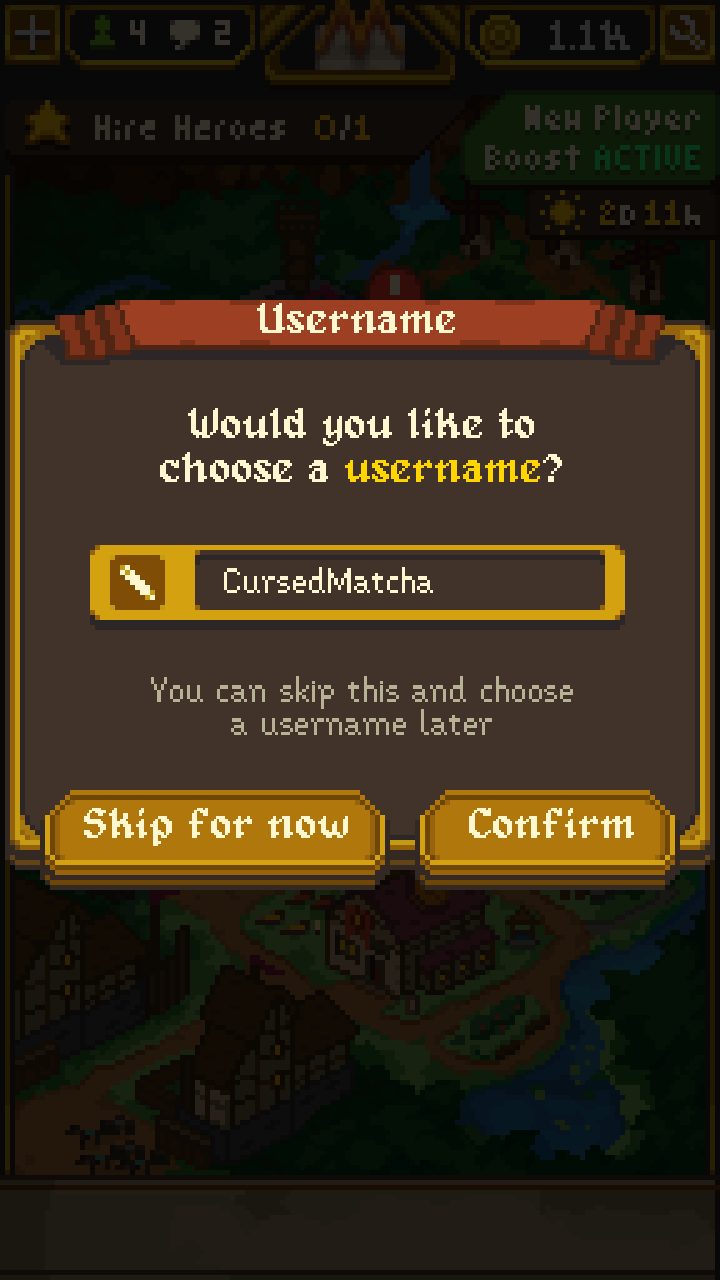 4 2 1.1k
Hire Heroes 0/1
New Player
Boost ACTIVE
2D 11h
Username
Would you like to
choose a username?
CursedMatcha
You can skip this and choose
a username later
Skip for now
Confirm